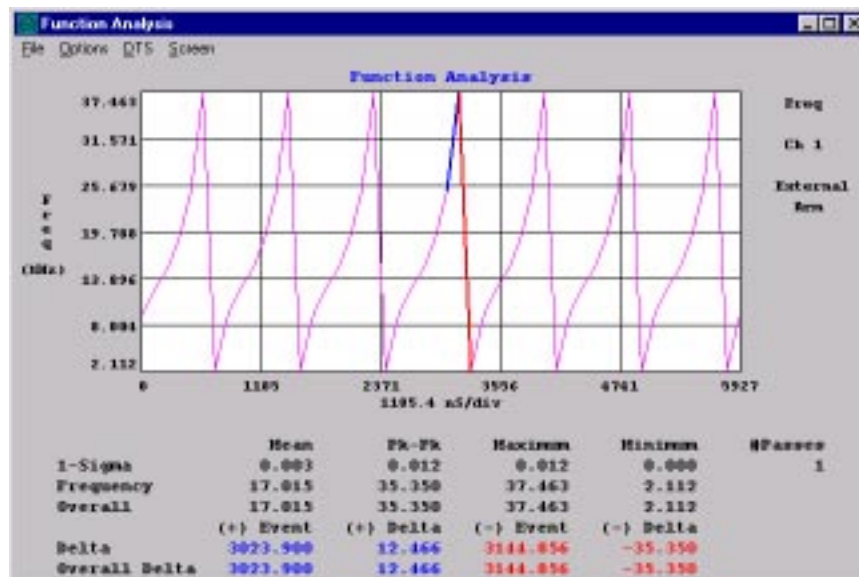 Function Analysis
File Options DTS Screen
Function Analysis
37.463
31.571
25.679
19.788
13.896
8.004
2.112
Freq
(KHz)
Freq
Ch 1
External
Arm
0 1185 2371 3556 4741 5927
1185.4 nS/div
Mean Pk-Pk Maximum Minimum #Passes
1-Sigma 0.003 0.012 0.012 0.000 1
Frequency 17.015 35.350 37.463 2.112
Overall 17.015 35.350 37.463 2.112
(+) Event (+) Delta (-) Event (-) Delta
Delta 3023.900 12.466 3144.856 -35.350
Overall Delta 3023.900 12.466 3144.856 -35.350